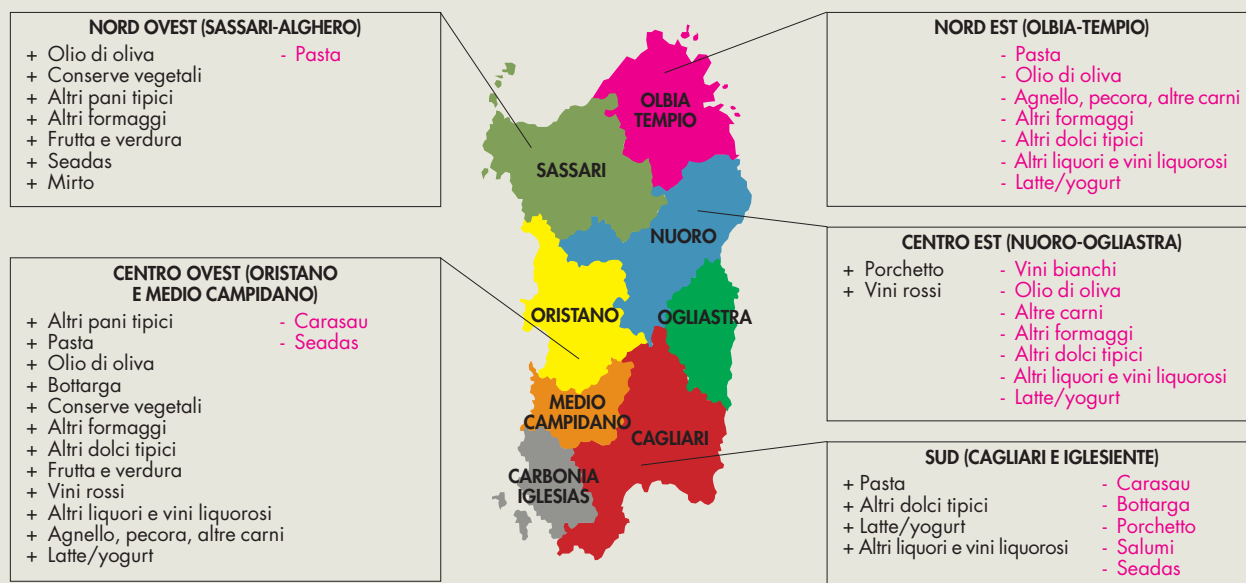 NORD OVEST (SASSARI-ALGHERO)
+ Olio di oliva - Pasta
+ Conserve vegetali
+ Altri pani tipici
+ Altri formaggi
+ Frutta e verdura
+ Seadas
+ Mirto
CENTRO OVEST (ORISTANO
E MEDIO CAMPIDANO)
+ Altri pani tipici - Carasau
+ Pasta - Seadas
+ Olio di oliva
+ Bottarga
+ Conserve vegetali
+ Altri formaggi
+ Altri dolci tipici
+ Frutta e verdura
+ Vini rossi
+ Altri liquori e vini liquorosi
+ Agnello, pecora, altre carni
+ Latte/yogurt
OLBIA
TEMPIO
SASSARI
NUORO
ORISTANO
OGLIASTRA
MEDIO
CAMPIDANO
CAGLIARI
CARBONIA
IGLESIAS
NORD EST (OLBIA-TEMPIO)
- Pasta
- Olio di oliva
- Agnello, pecora, altre carni
- Altri formaggi
- Altri dolci tipici
- Altri liquori e vini liquorosi
- Latte/yogurt
CENTRO EST (NUORO-OGLIASTRA)
+ Porchetto - Vini bianchi
+ Vini rossi - Olio di oliva
- Altre carni
- Altri formaggi
- Altri dolci tipici
- Altri liquori e vini liquorosi
- Latte/yogurt
SUD (CAGLIARI E IGLESIENTE)
+ Pasta - Carasau
+ Altri dolci tipici - Bottarga
+ Latte/yogurt - Porchetto
+ Altri liquori e vini liquorosi - Salumi
- Seadas